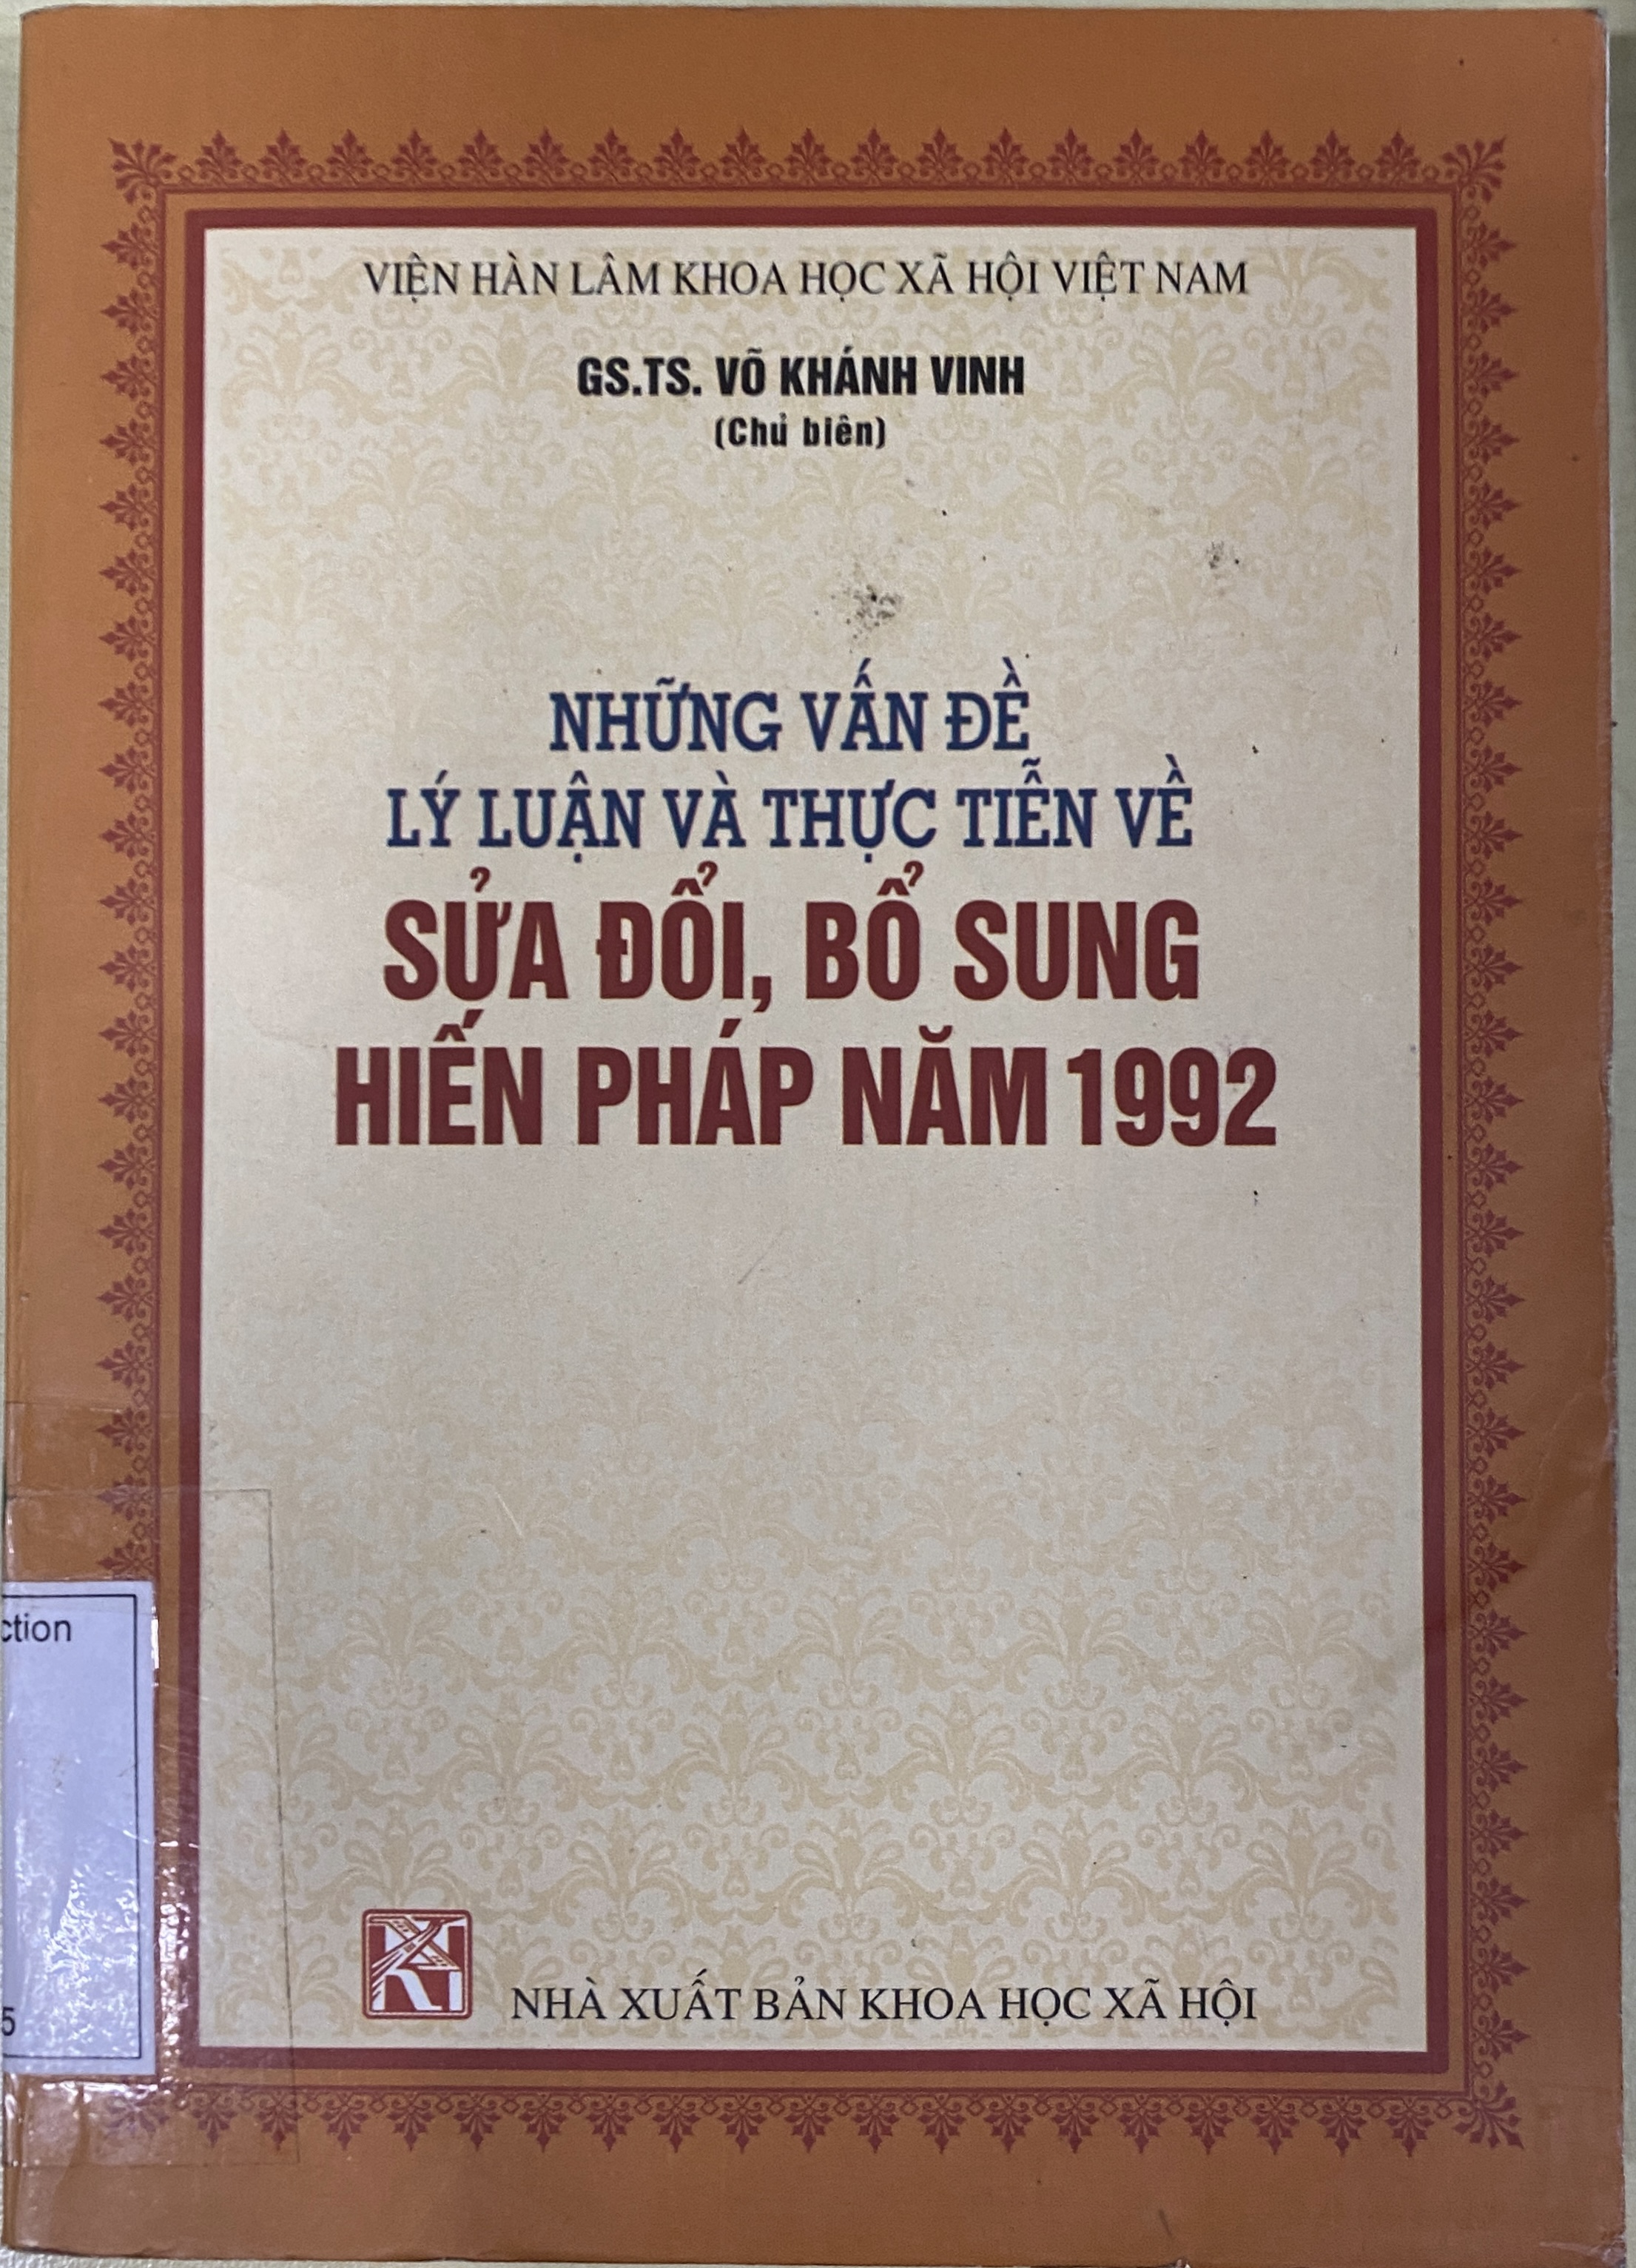 VIỆN HÀN LÂM KHOA HỌC XÃ HỘI VIỆT NAM
GS.TS. VÕ KHÁNH VINH
(Chủ biên)
NHỮNG VẤN ĐỀ
LÝ LUẬN VÀ THỰC TIỄN VỀ
SỬA ĐỔI, BỔ SUNG
HIẾN PHÁP NĂM 1992
ction
5
NHÀ XUẤT BẢN KHOA HỌC XÃ HỘI